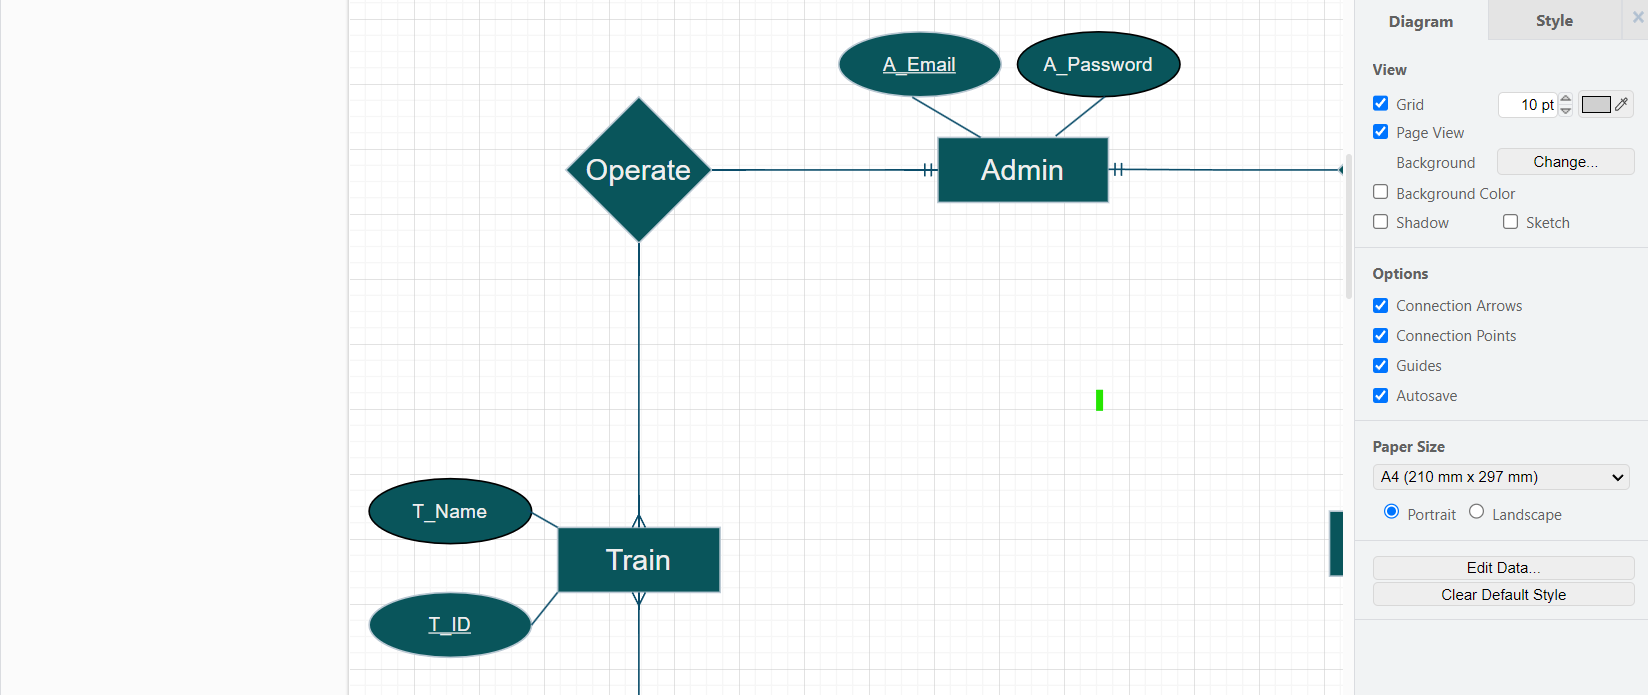 A_Email
A_Password
Operate
Admin
T_Name
Train
T_ID
Diagram
Style
View
Grid
10 pt
Page View
Background
Change...
Background Color
Shadow
Sketch
Options
Connection Arrows
Connection Points
Guides
Autosave
Paper Size
A4 (210 mm x 297 mm)
Portrait
Landscape
Edit Data...
Clear Default Style